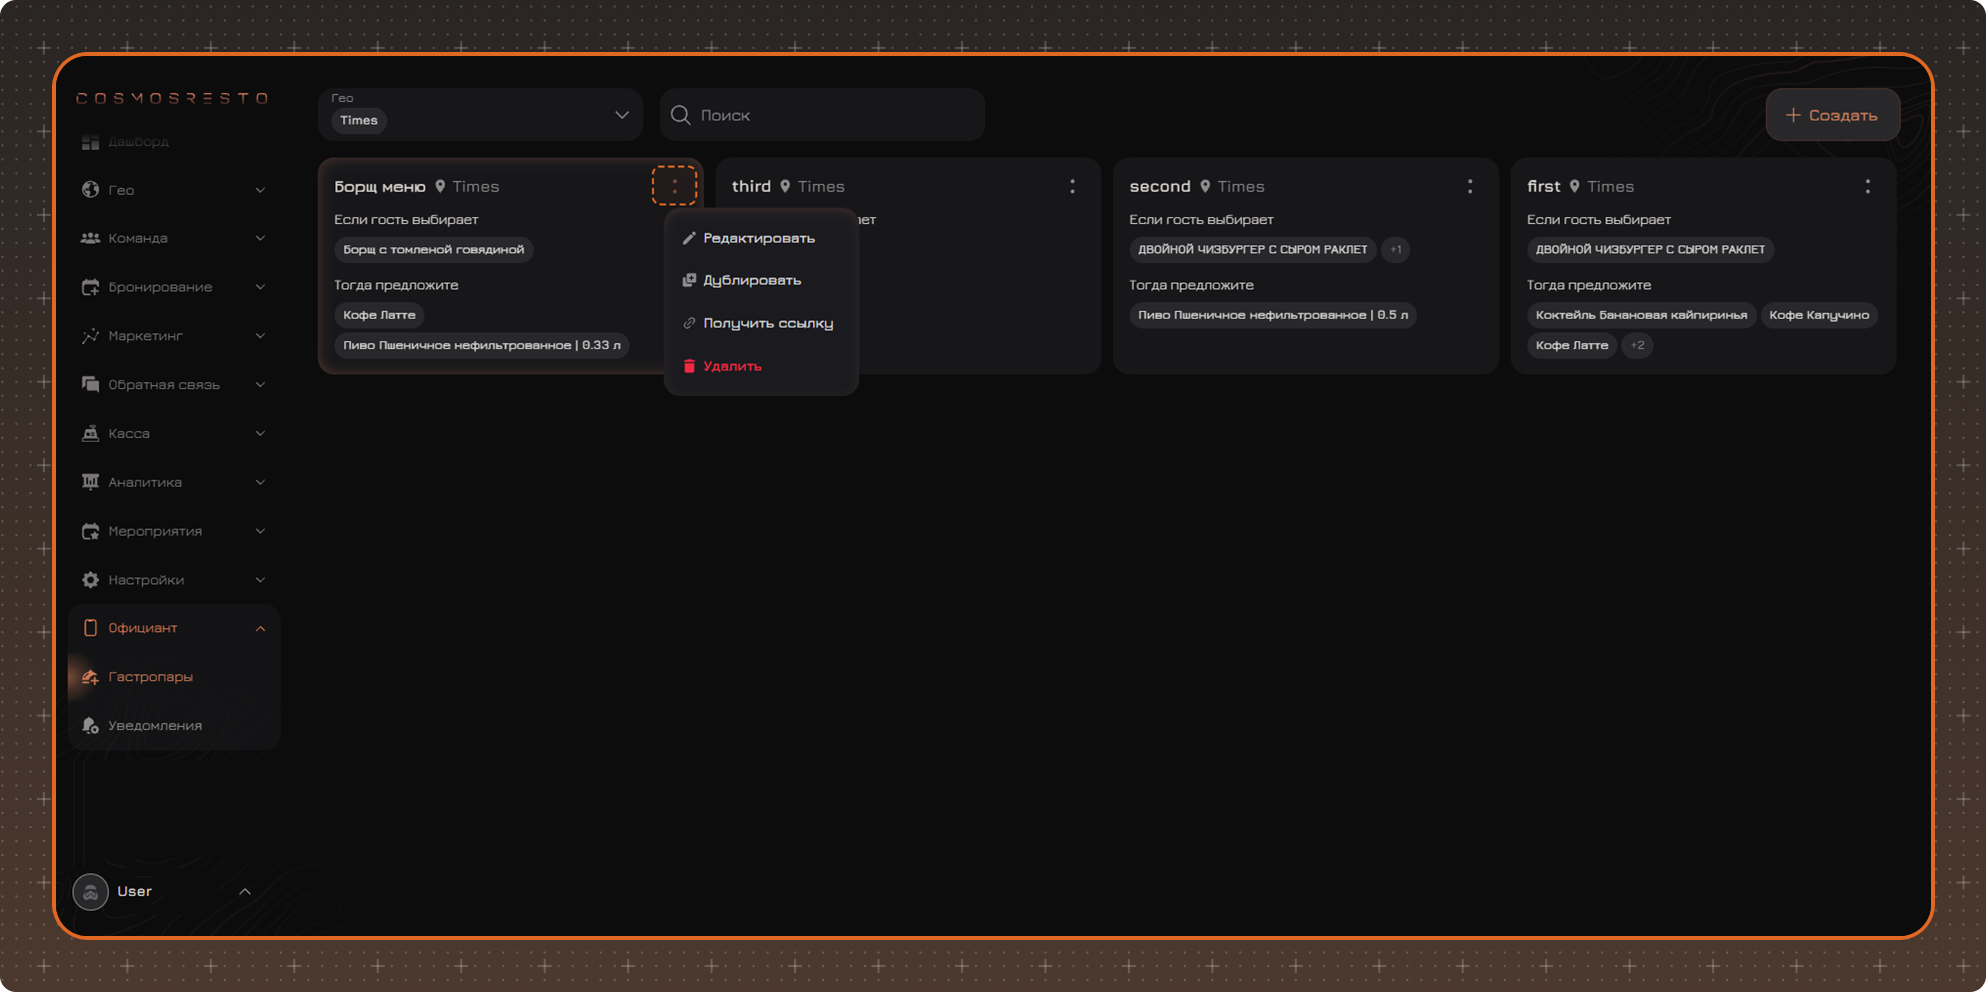 COSMOSRESTO
Дашборд
Гео
Команда
Бронирование
Маркетинг
Обратная связь
Касса
Аналитика
Мероприятия
Настройки
Официант
Гастропары
Уведомления
User
Гео
Times
Поиск
+ Создать
Борщ меню Times
Если гость выбирает
Борщ с томленой говядиной
Тогда предложите
Кофе Латте
Пиво Пшеничное нефильтрованное | 0.33 л
Редактировать
Дублировать
Получить ссылку
Удалить
third Times
second Times
Если гость выбирает
ДВОЙНОЙ ЧИЗБУРГЕР С СЫРОМ РАКЛЕТ +1
Тогда предложите
Пиво Пшеничное нефильтрованное | 0.5 л
first Times
Если гость выбирает
ДВОЙНОЙ ЧИЗБУРГЕР С СЫРОМ РАКЛЕТ
Тогда предложите
Коктейль Банановая кайпиринья Кофе Капучино
Кофе Латте +2